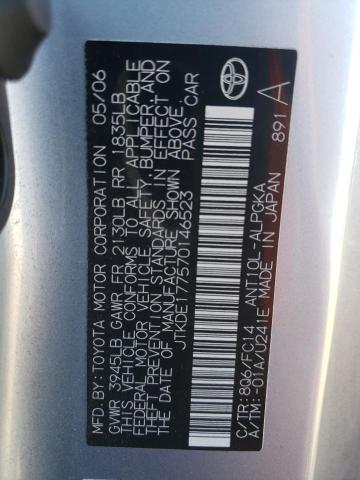 MFD. BY: TOYOTA MOTOR CORPORATION 05/06
GVWR 3945LB GAWR FR 2130LB RR 1835LB
THIS VEHICLE CONFORMS TO ALL APPLICABLE
FEDERAL MOTOR VEHICLE SAFETY, BUMPER, AND
THEFT PREVENTION STANDARDS IN EFFECT ON
THE DATE OF MANUFACTURE SHOWN ABOVE.
JTKDE177570146523 PASS CAR
C/TR:8Q6/FC14 ANT10L-ALPGKA
A/TM:-01A/U241E MADE IN JAPAN 891
TOYOTA
A